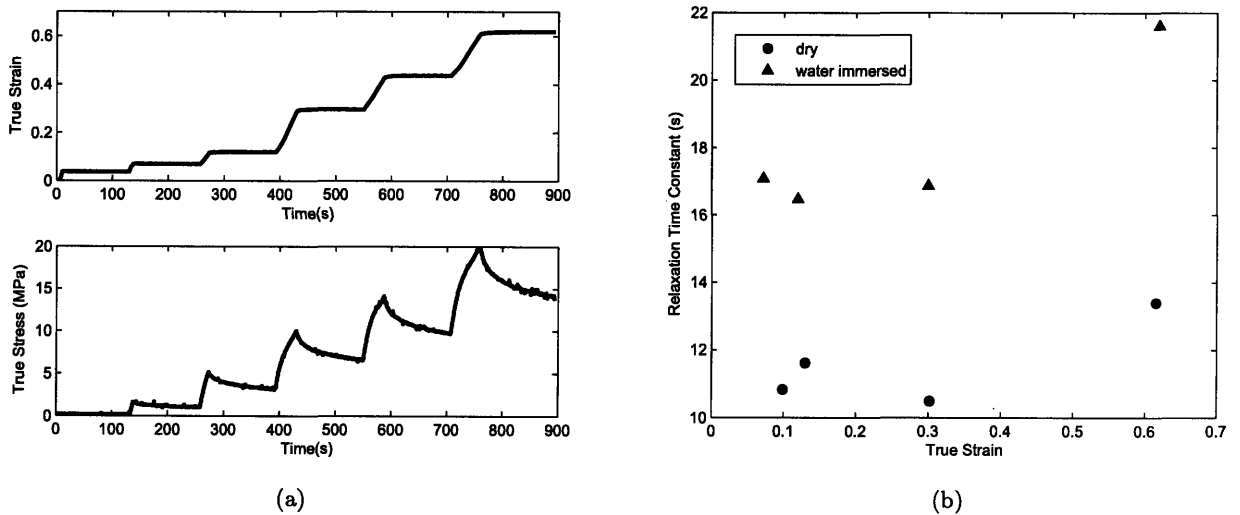 True Strain
0.6
0.4
0.2
0
0 100 200 300 400 500 600 700 800 900
Time(s)
True Stress (MPa)
20
15
10
5
0
0 100 200 300 400 500 600 700 800 900
Time(s)
(a)
Relaxation Time Constant (s)
22
20
18
16
14
12
10
dry
water immersed
0 0.1 0.2 0.3 0.4 0.5 0.6 0.7
True Strain
(b)